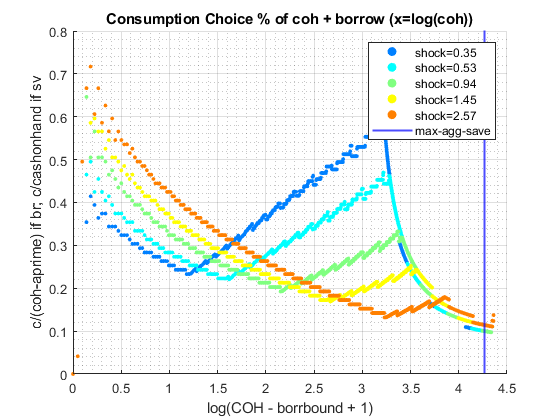 Consumption Choice % of coh + borrow (x=log(coh))
c/(coh-aprime) if br, c/cashonhand if sv
0.8
0.7
0.6
0.5
0.4
0.3
0.2
0.1
0
shock=0.35
shock=0.53
shock=0.94
shock=1.45
shock=2.57
max-agg-save
0 0.5 1 1.5 2 2.5 3 3.5 4 4.5
log(COH - borrbound + 1)